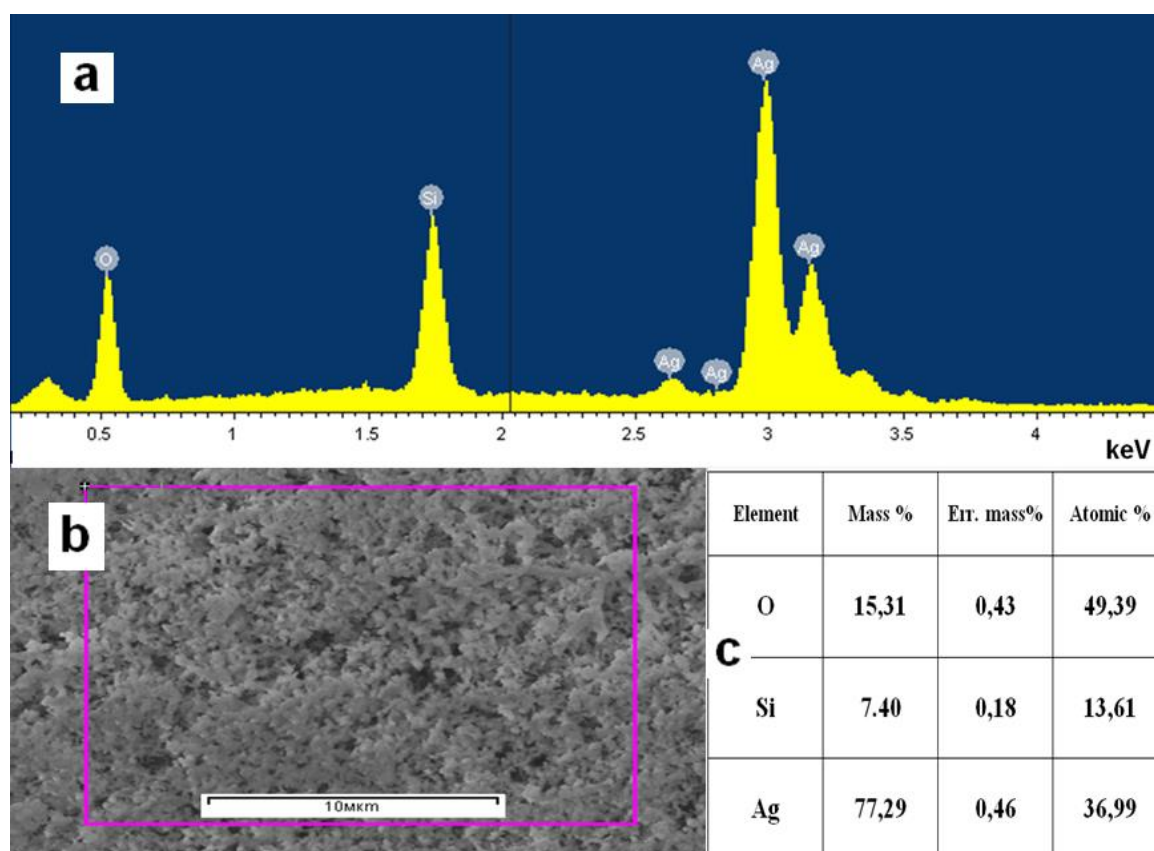 a
Ag
Si
Ag
O
Ag
Ag
0.5 1 1.5 2 2.5 3 3.5 4
keV
b
10мкm
c
Element Mass % Err. mass% Atomic %
O 15,31 0,43 49,39
Si 7.40 0,18 13,61
Ag 77,29 0,46 36,99